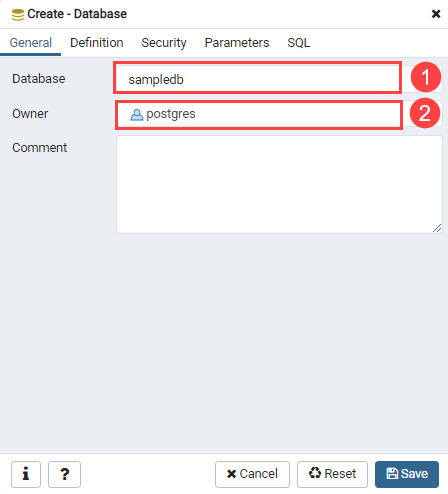 Create - Database
General Definition Security Parameters SQL
Database sampledb 1
Owner postgres 2
Comment
i ? Cancel Reset Save